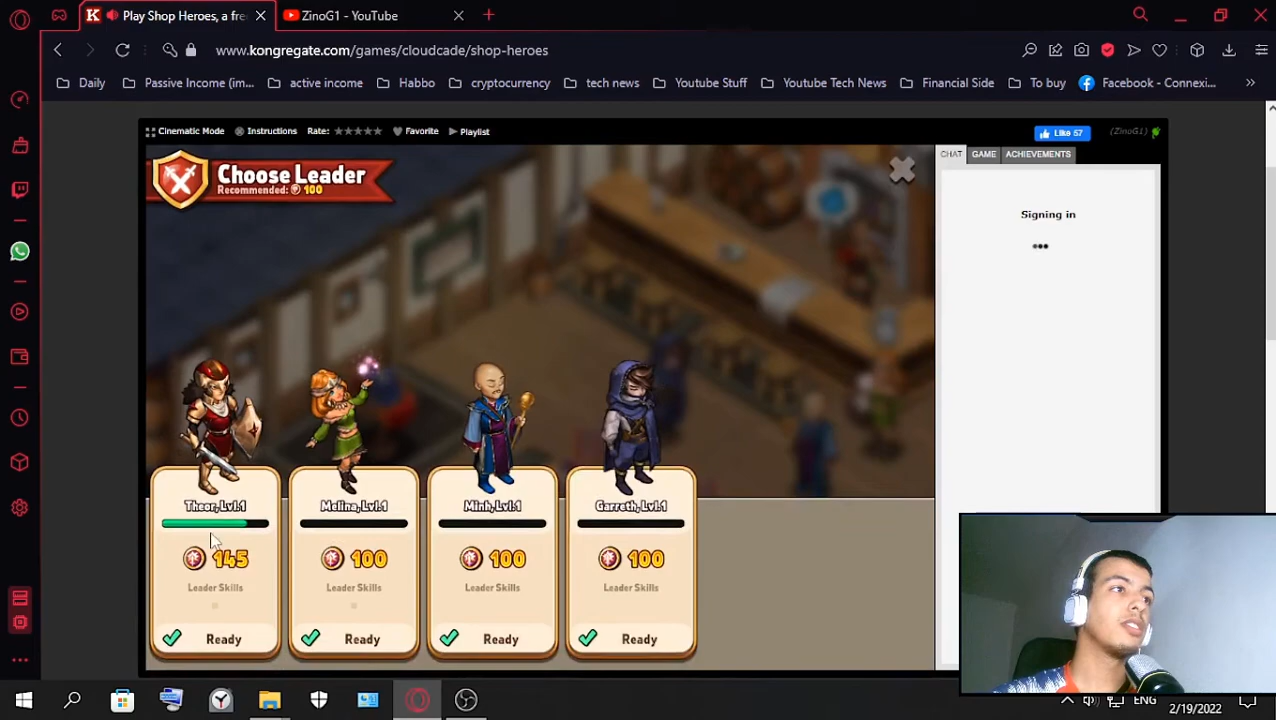 Play Shop Heroes, a fre
ZinoG1 - YouTube
www.kongregate.com/games/cloudcade/shop-heroes
Daily
Passive Income (im...
active income
Habbo
cryptocurrency
tech news
Youtube Stuff
Youtube Tech News
Financial Side
To buy
Facebook - Connexi...
Cinematic Mode
Instructions
Rate:
Favorite
Playlist
Like 57
(ZinoG1)
Choose Leader
Recommended: 100
CHAT
GAME
ACHIEVEMENTS
Signing in
Theor, Lvl.1
Melina, Lvl.1
Minh, Lvl.1
Garreth, Lvl.1
145
100
100
100
Leader Skills
Leader Skills
Leader Skills
Leader Skills
Ready
Ready
Ready
Ready
ENG
2/19/2022